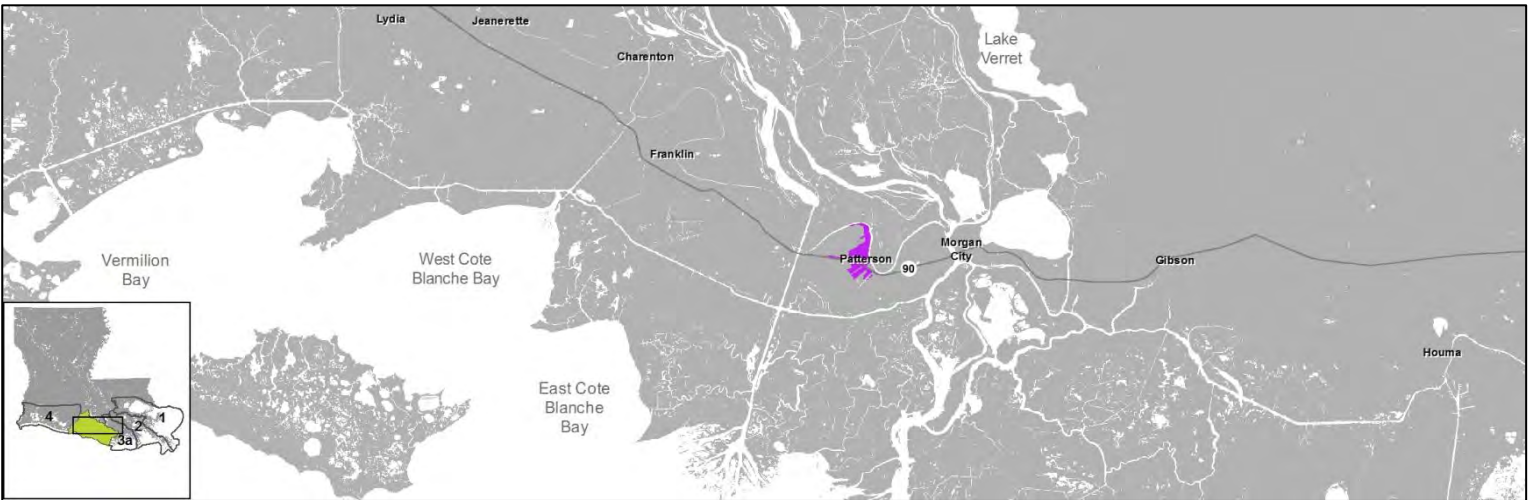 Lydia
Jeanerette
Lake
Verret
Charenton
Franklin
Morgan
City
Patterson
90
Gibson
Vermilion
Bay
West Cote
Blanche Bay
East Cote
Blanche
Bay
Houma
4
1
2
3a